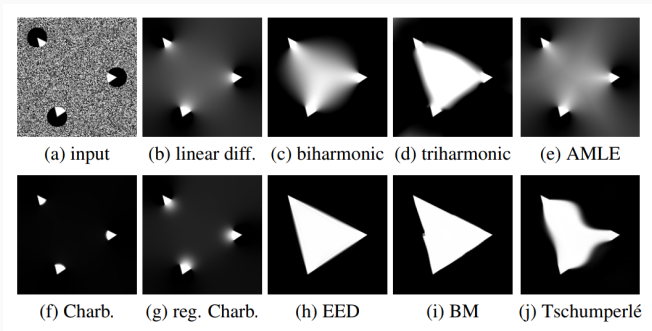 (a) input (b) linear diff. (c) biharmonic (d) triharmonic (e) AMLE
(f) Charb. (g) reg. Charb. (h) EED (i) BM (j) Tschumperlé